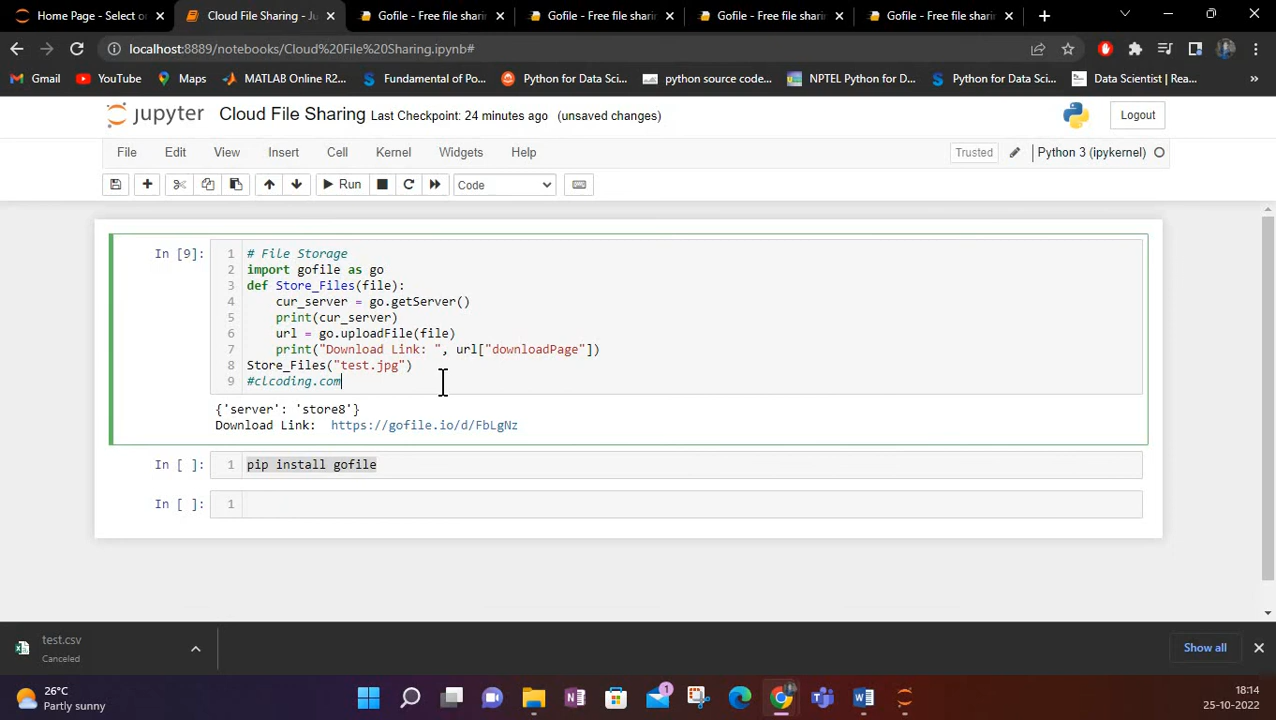 Home Page - Select o
Cloud File Sharing - Ju
Gofile - Free file sharin
Gofile - Free file sharin
Gofile - Free file sharin
Gofile - Free file sharin
localhost:8889/notebooks/Cloud%20File%20Sharing.ipynb#
Gmail
YouTube
Maps
MATLAB Online R2...
Fundamental of Po...
Python for Data Sci...
python source code...
NPTEL Python for D...
Python for Data Sci...
Data Scientist | Rea...
jupyter Cloud File Sharing Last Checkpoint: 24 minutes ago (unsaved changes)
Logout
File Edit View Insert Cell Kernel Widgets Help
Trusted
Python 3 (ipykernel)
Run
Code
In [9]:
1 # File Storage
2 import gofile as go
3 def Store_Files(file):
4 cur_server = go.getServer()
5 print(cur_server)
6 url = go.uploadFile(file)
7 print("Download Link: ", url["downloadPage"])
8 Store_Files("test.jpg")
9 #clcoding.com
{'server': 'store8'}
Download Link: https://gofile.io/d/FbLgNz
In [ ]: 1 pip install gofile
In [ ]: 1
test.csv
Canceled
Show all
26°C
Partly sunny
1
18:14
25-10-2022